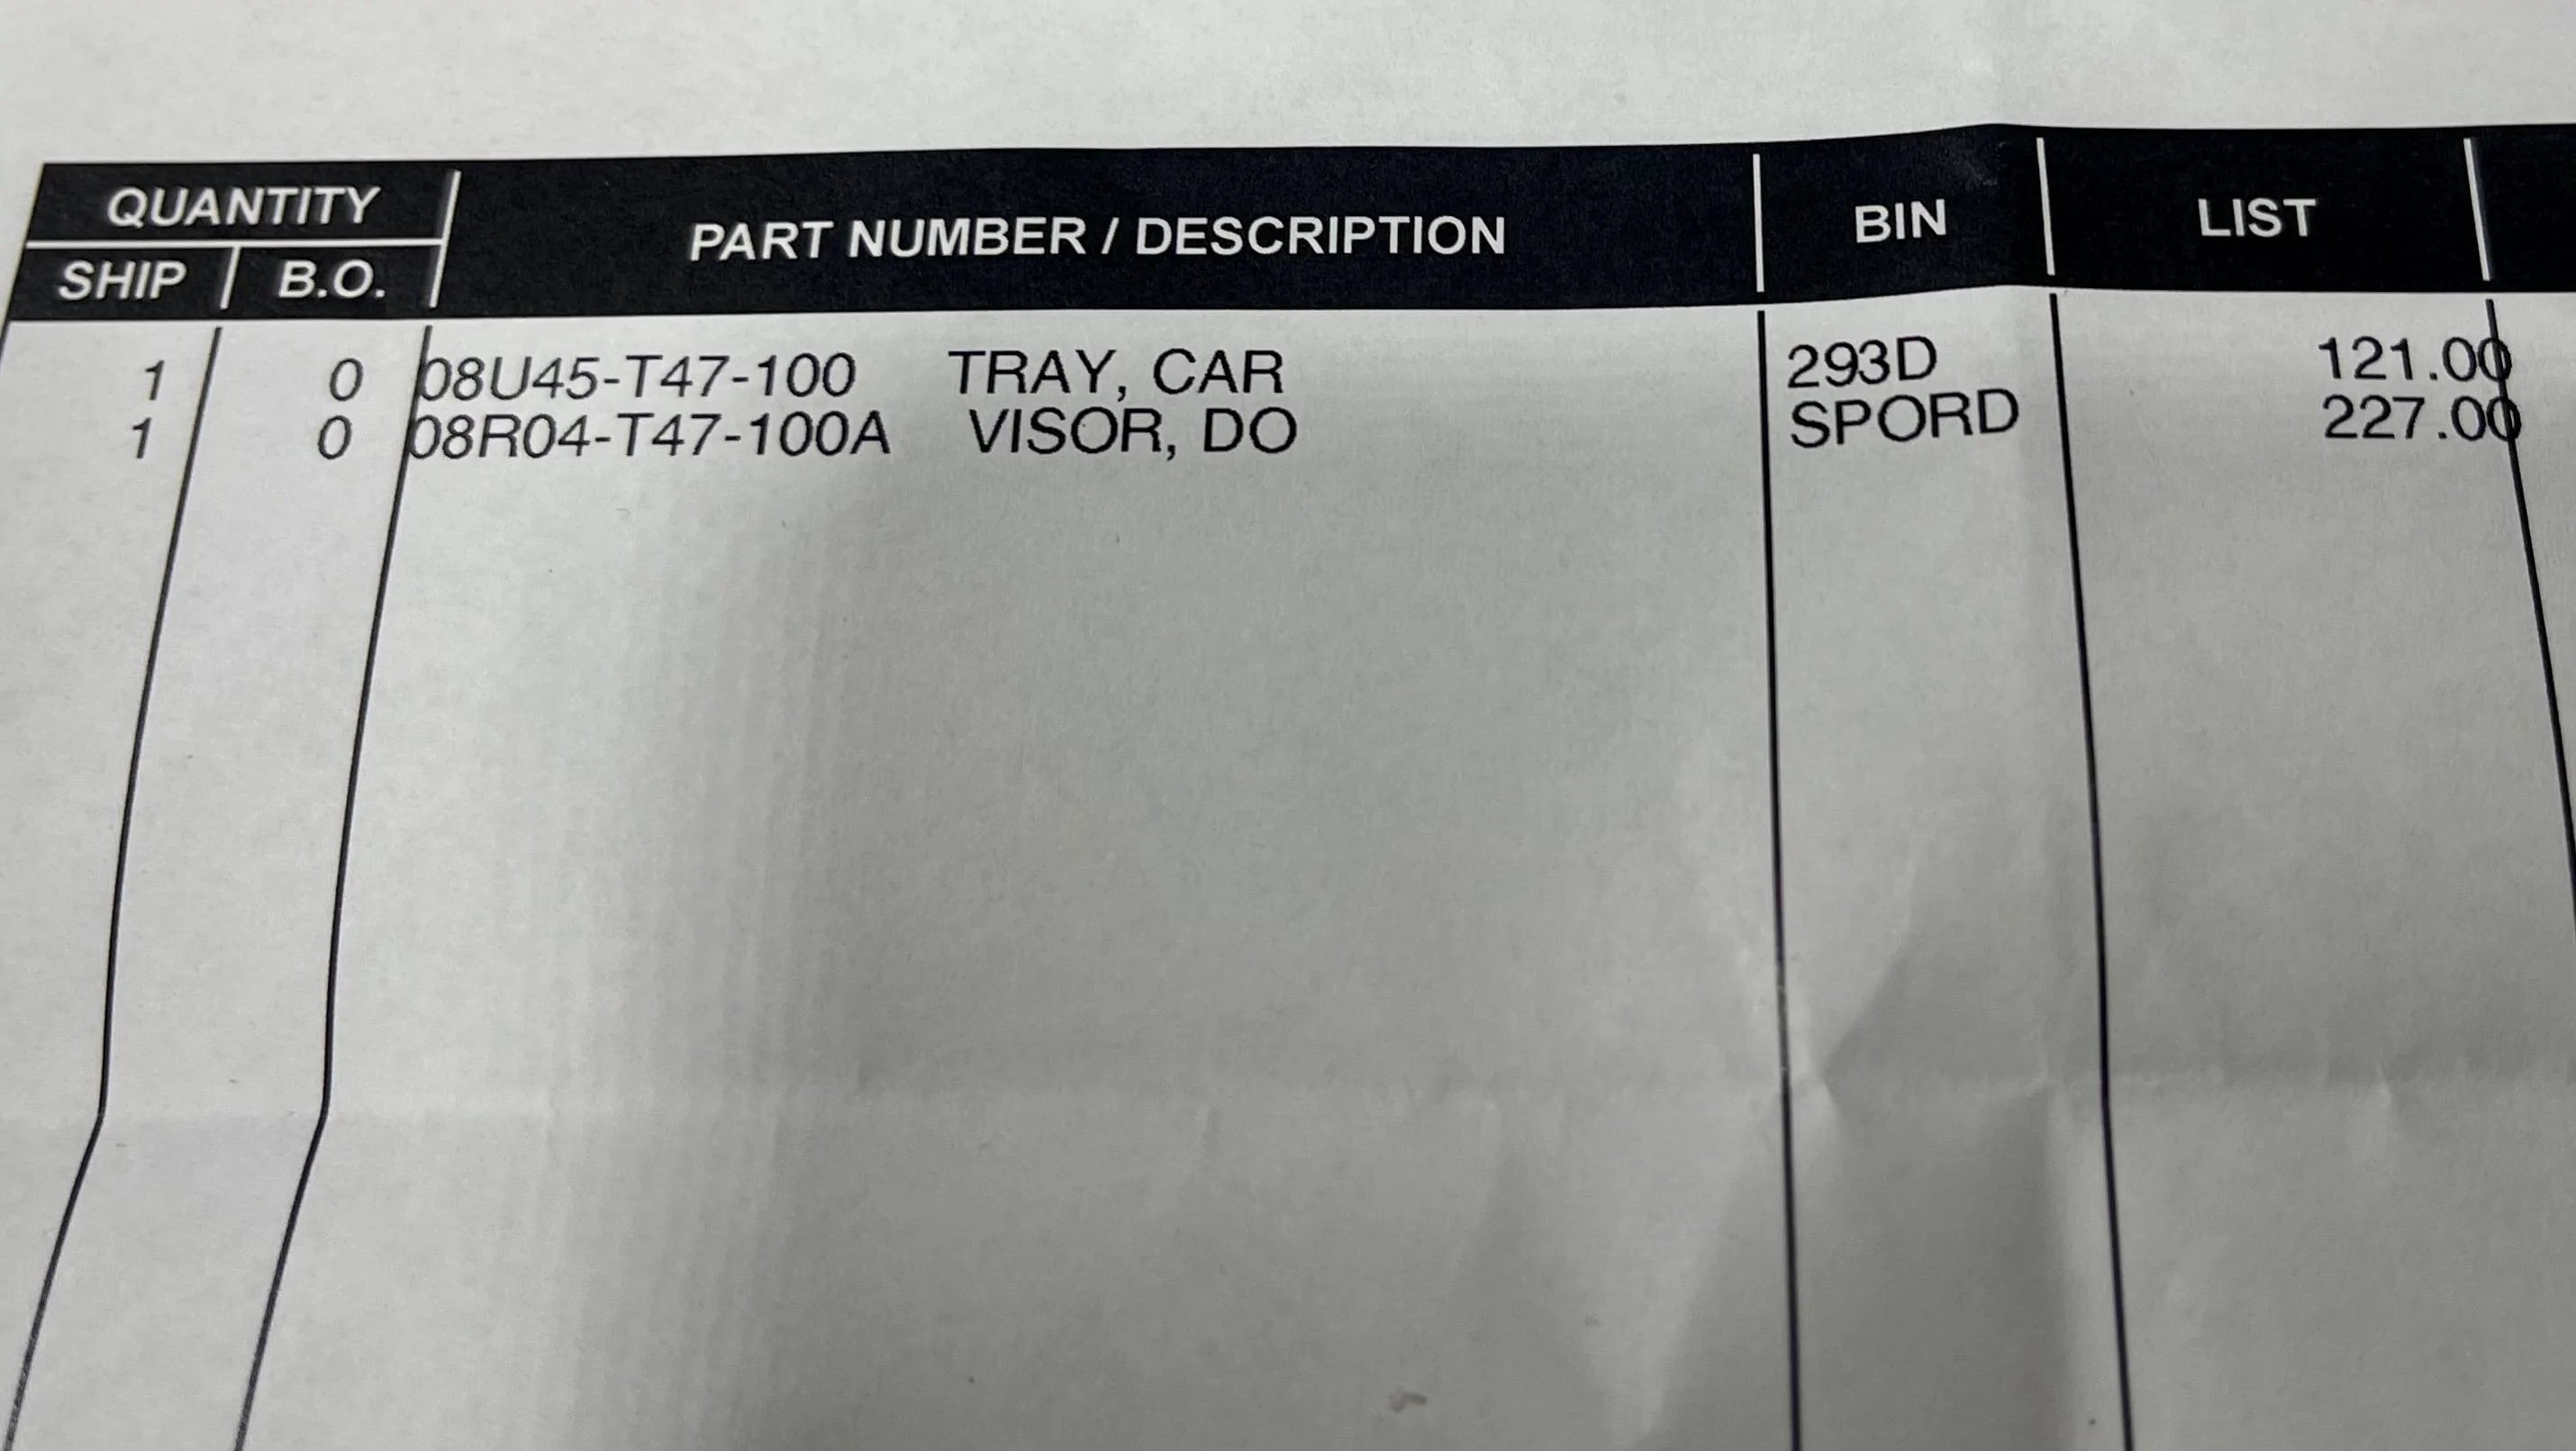 QUANTITY PART NUMBER / DESCRIPTION BIN LIST
SHIP B.O.
1 0 08U45-T47-100 TRAY, CAR 293D 121.00
1 0 08R04-T47-100A VISOR, DO SPORD 227.00